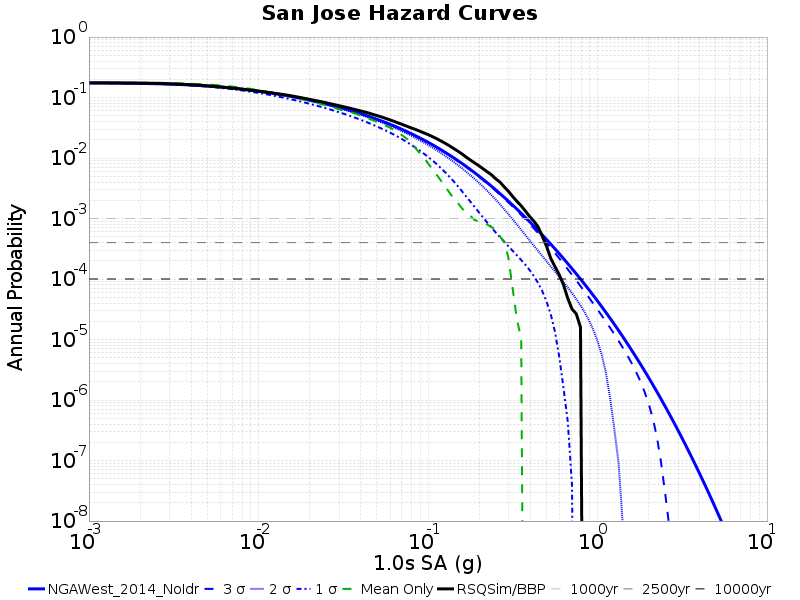 San Jose Hazard Curves
Annual Probability
10^0
10^-1
10^-2
10^-3
10^-4
10^-5
10^-6
10^-7
10^-8
10^-3 10^-2 10^-1 10^0 10^1
1.0s SA (g)
NGAWest_2014_NoIdr 3 σ 2 σ 1 σ Mean Only RSQSim/BBP 1000yr 2500yr 10000yr